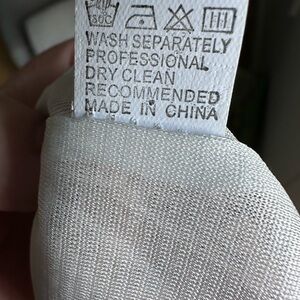 WASH SEPARATELY
PROFESSIONAL
DRY CLEAN
RECOMMENDED
MADE IN CHINA